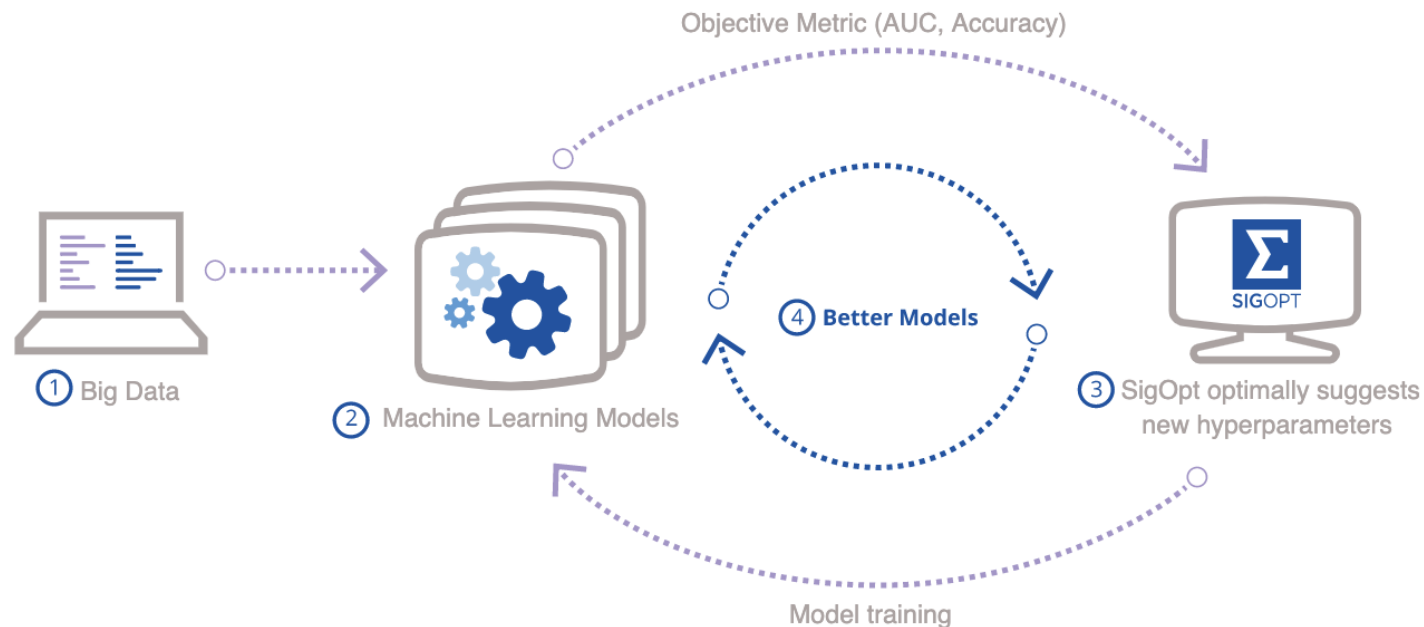 Objective Metric (AUC, Accuracy)
Σ
SIGOPT
4 Better Models
1 Big Data
2 Machine Learning Models
3 SigOpt optimally suggests
new hyperparameters
Model training